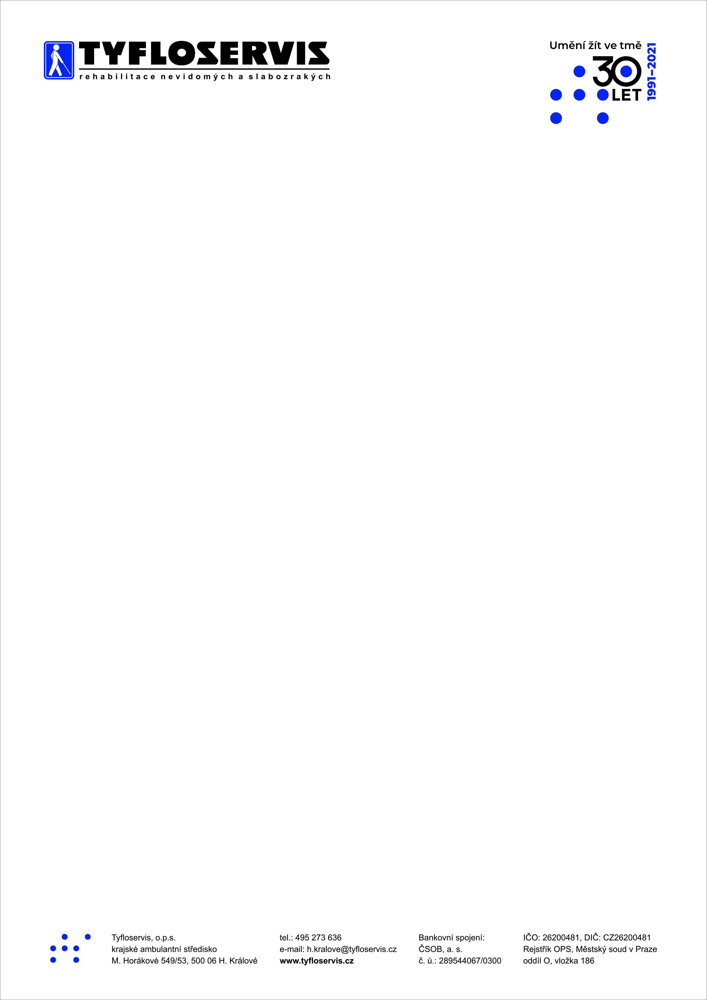 TYFLOSERVIS
rehabilitace nevidomých a slabozrakých
Umění žít ve tmě
30
LET
1991–2021
Tyfloservis, o.p.s.
krajské ambulantní středisko
M. Horákové 549/53, 500 06 H. Králové
tel.: 495 273 636
e-mail: h.kralove@tyfloservis.cz
www.tyfloservis.cz
Bankovní spojení:
ČSOB, a. s.
č. ú.: 289544067/0300
IČO: 26200481, DIČ: CZ26200481
Rejstřík OPS, Městský soud v Praze
oddíl O, vložka 186